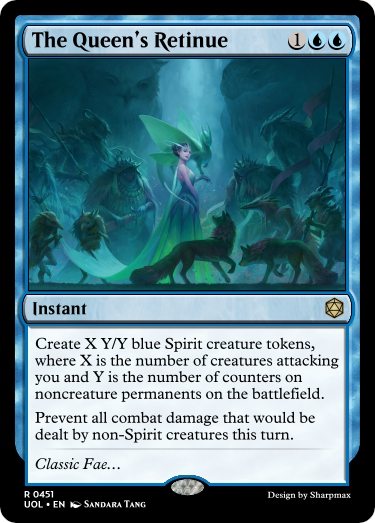 The Queen's Retinue 1
Instant
Create X Y/Y blue Spirit creature tokens,
where X is the number of creatures attacking
you and Y is the number of counters on
noncreature permanents on the battlefield.
Prevent all combat damage that would be
dealt by non-Spirit creatures this turn.
Classic Fae…
R 0451
UOL • EN SANDARA TANG
Design by Sharpmax